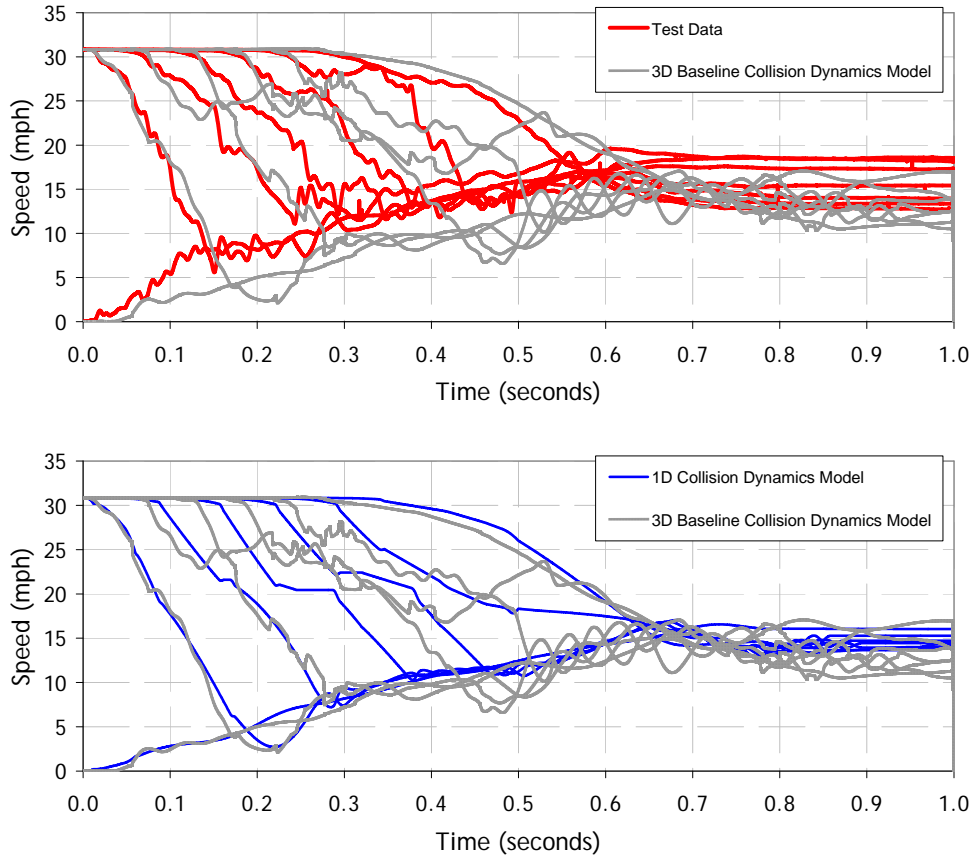 35
30
25
20
15
10
5
0
Speed (mph)
Test Data
3D Baseline Collision Dynamics Model
0.0 0.1 0.2 0.3 0.4 0.5 0.6 0.7 0.8 0.9 1.0
Time (seconds)
35
30
25
20
15
10
5
0
Speed (mph)
1D Collision Dynamics Model
3D Baseline Collision Dynamics Model
0.0 0.1 0.2 0.3 0.4 0.5 0.6 0.7 0.8 0.9 1.0
Time (seconds)